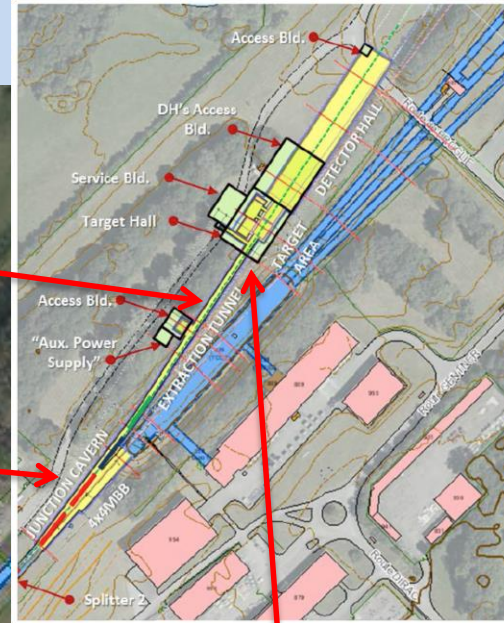 Access Bld.
DH's Access
Bld.
DETECTOR HALL
Service Bld.
Target Hall
TARGET
AREA
Access Bld.
EXTRACTION TUNNEL
"Aux. Power
Supply"
JUNCTION CAVERN
4x4MBB
Splitter 2